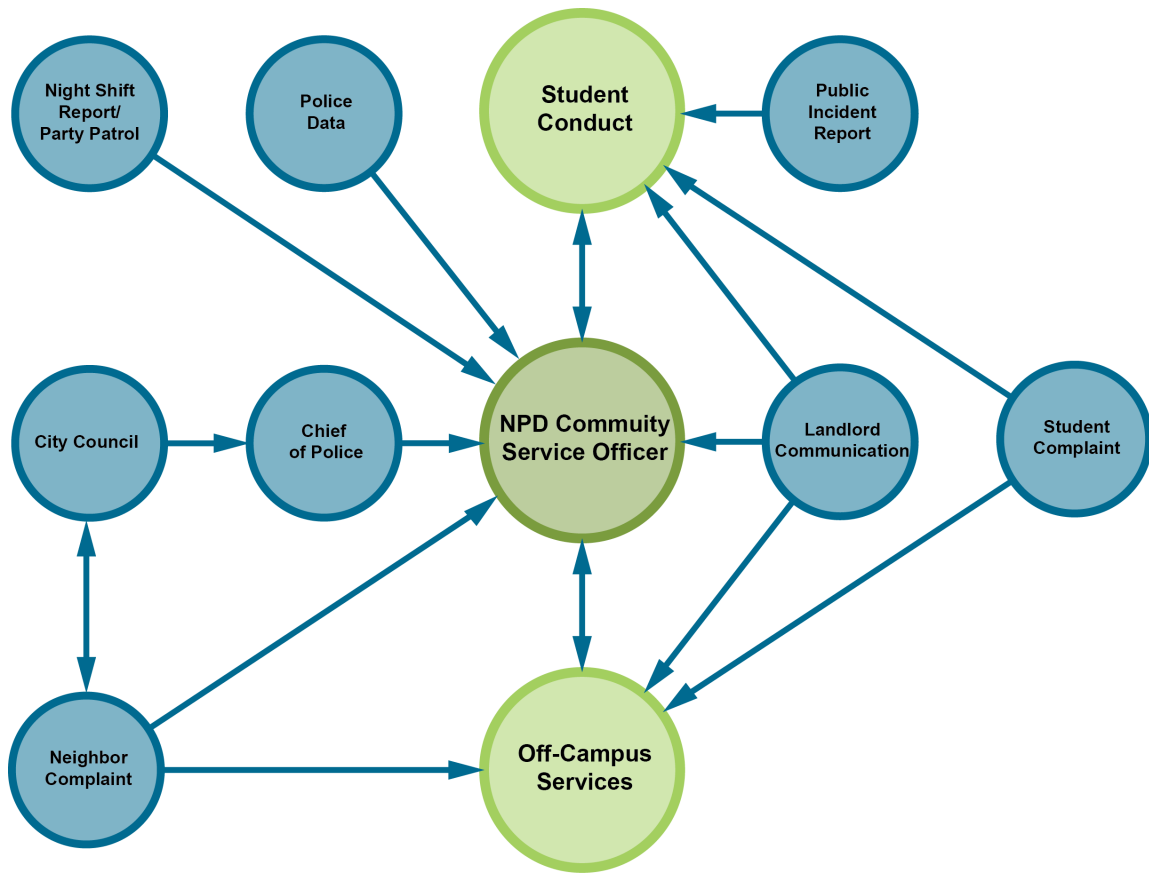 Night Shift
Report/
Party Patrol
Police
Data
Student
Conduct
Public
Incident
Report
City Council
Chief
of Police
NPD Commuity
Service Officer
Landlord
Communication
Student
Complaint
Neighbor
Complaint
Off-Campus
Services